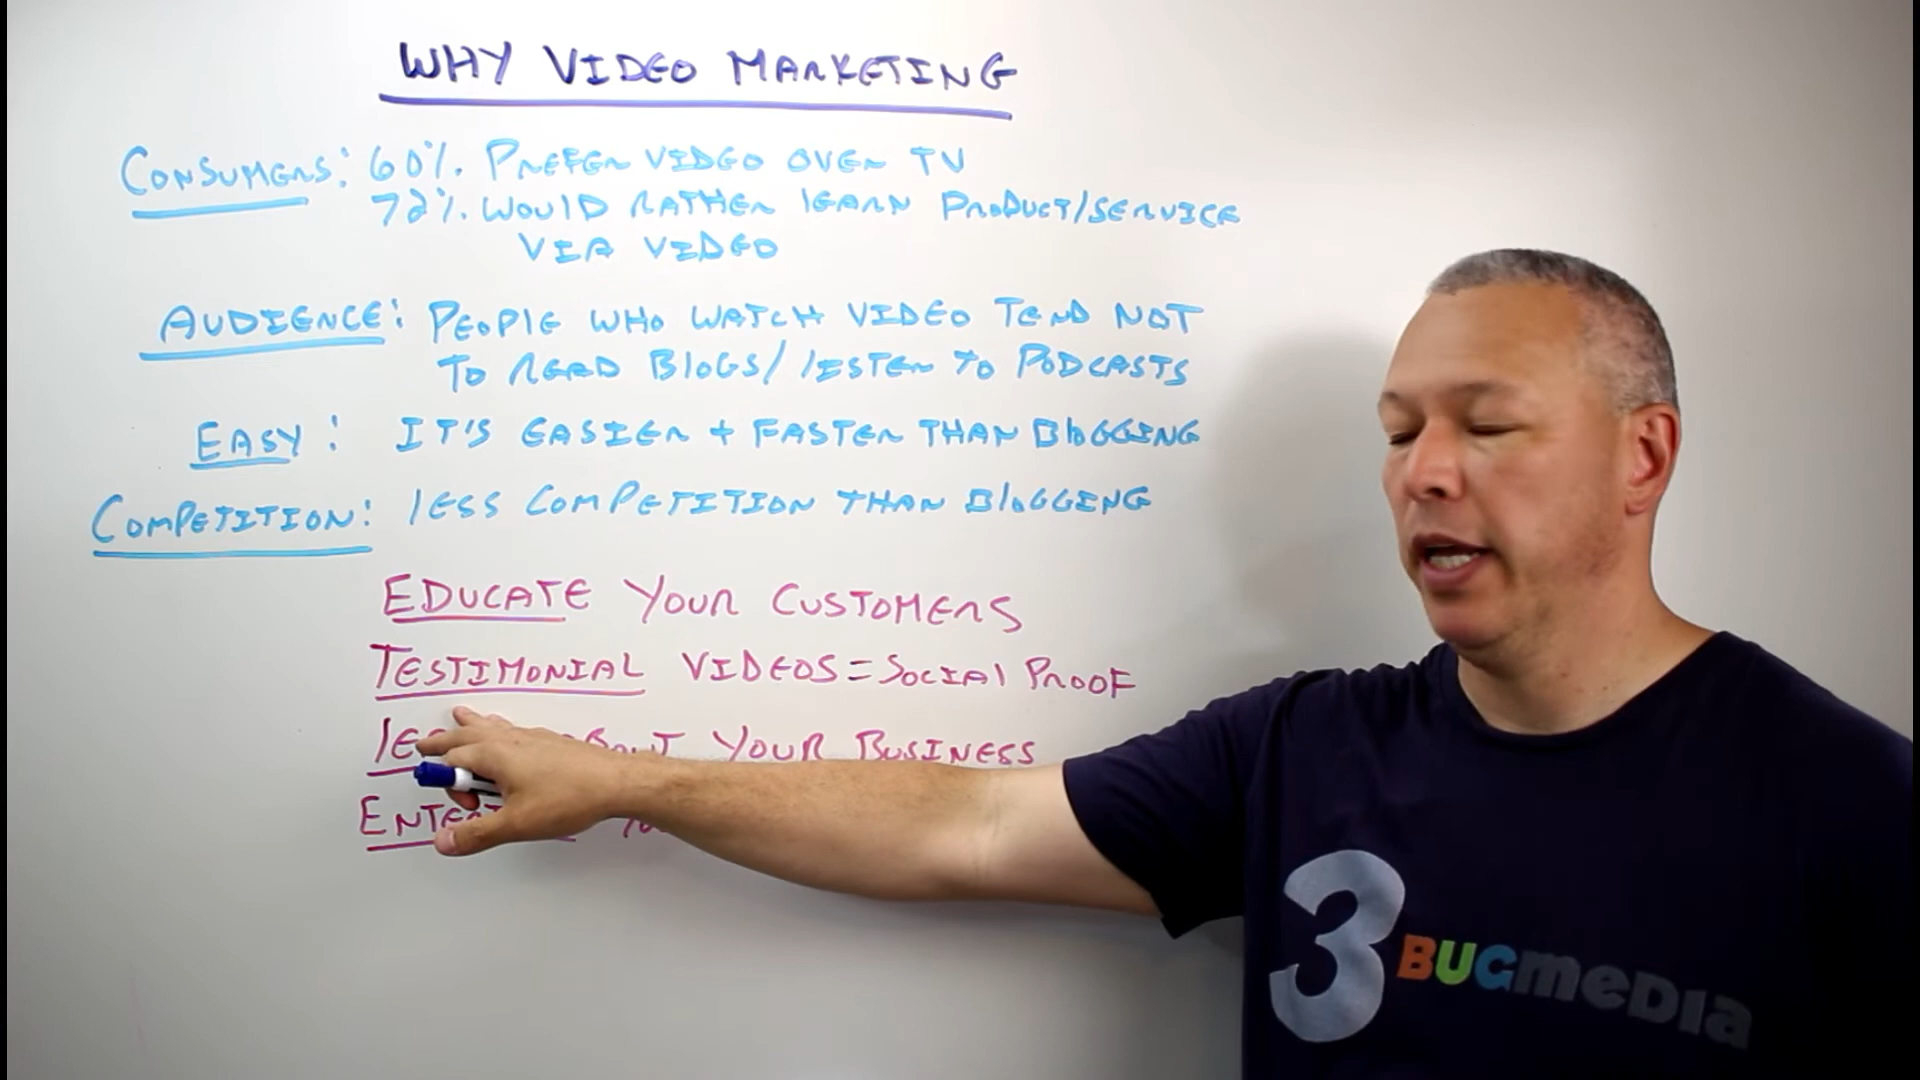 WHY VIDEO MARKETING
CONSUMERS: 60% PREFER VIDEO OVER TV
72% WOULD RATHER LEARN PRODUCT/SERVICE
VIA VIDEO
AUDIENCE: PEOPLE WHO WATCH VIDEO TEND NOT
TO READ BLOGS/LISTEN TO PODCASTS
EASY: IT'S EASIER + FASTER THAN BLOGGING
COMPETITION: LESS COMPETITION THAN BLOGGING
EDUCATE YOUR CUSTOMERS
TESTIMONIAL VIDEOS = SOCIAL PROOF
ABOUT YOUR BUSINESS
3 BUGMEDIA